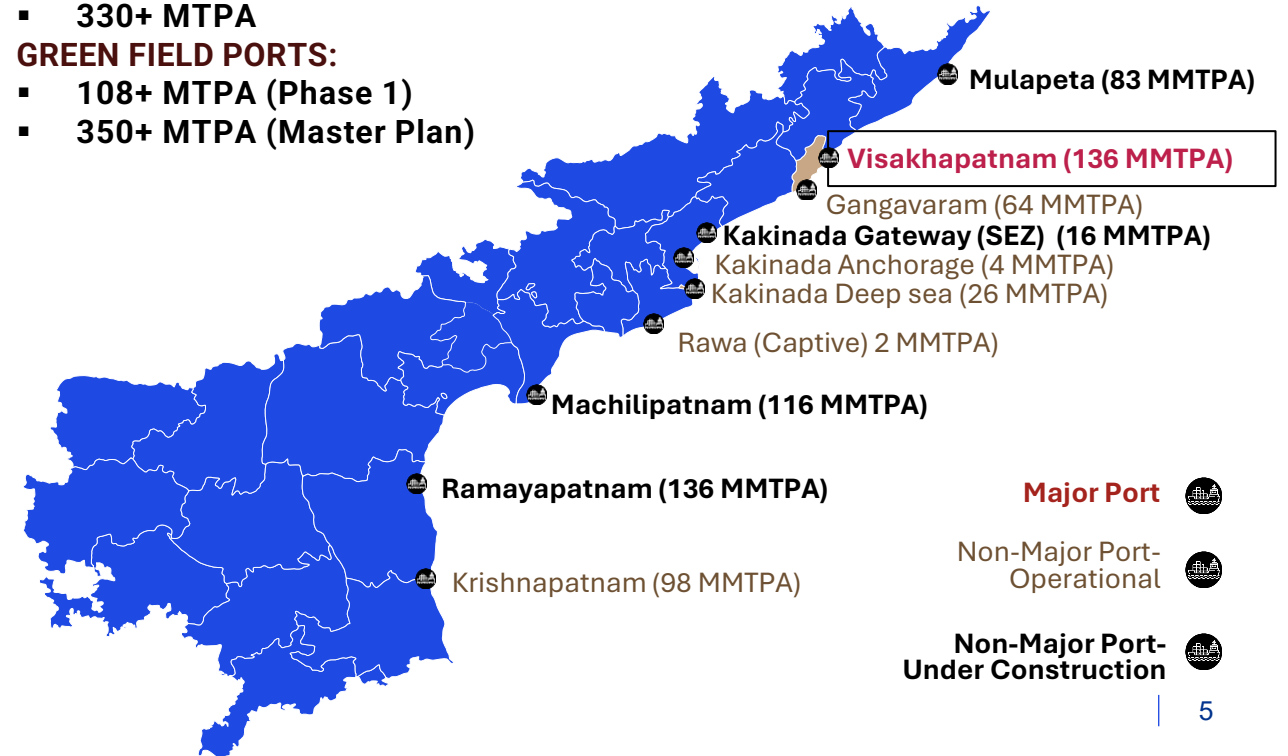 ▪ 330+ MTPA
GREEN FIELD PORTS:
▪ 108+ MTPA (Phase 1)
▪ 350+ MTPA (Master Plan)
Mulapeta (83 MMTPA)
Visakhapatnam (136 MMTPA)
Gangavaram (64 MMTPA)
Kakinada Gateway (SEZ) (16 MMTPA)
Kakinada Anchorage (4 MMTPA)
Kakinada Deep sea (26 MMTPA)
Rawa (Captive) 2 MMTPA)
Machilipatnam (116 MMTPA)
Ramayapatnam (136 MMTPA)
Krishnapatnam (98 MMTPA)
Major Port
Non-Major Port-
Operational
Non-Major Port-
Under Construction
5